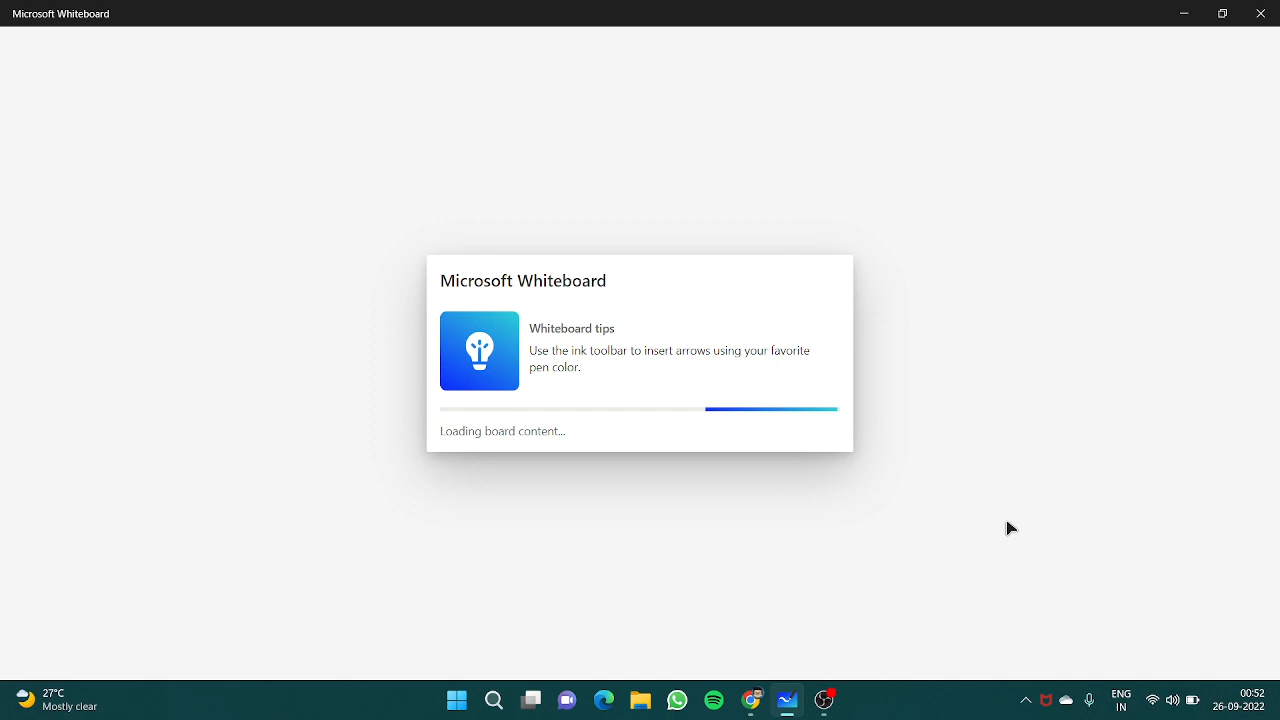 Microsoft Whiteboard
Microsoft Whiteboard
Whiteboard tips
Use the ink toolbar to insert arrows using your favorite
pen color.
Loading board content...
27°C
Mostly clear
ENG
IN
00:52
26-09-2022